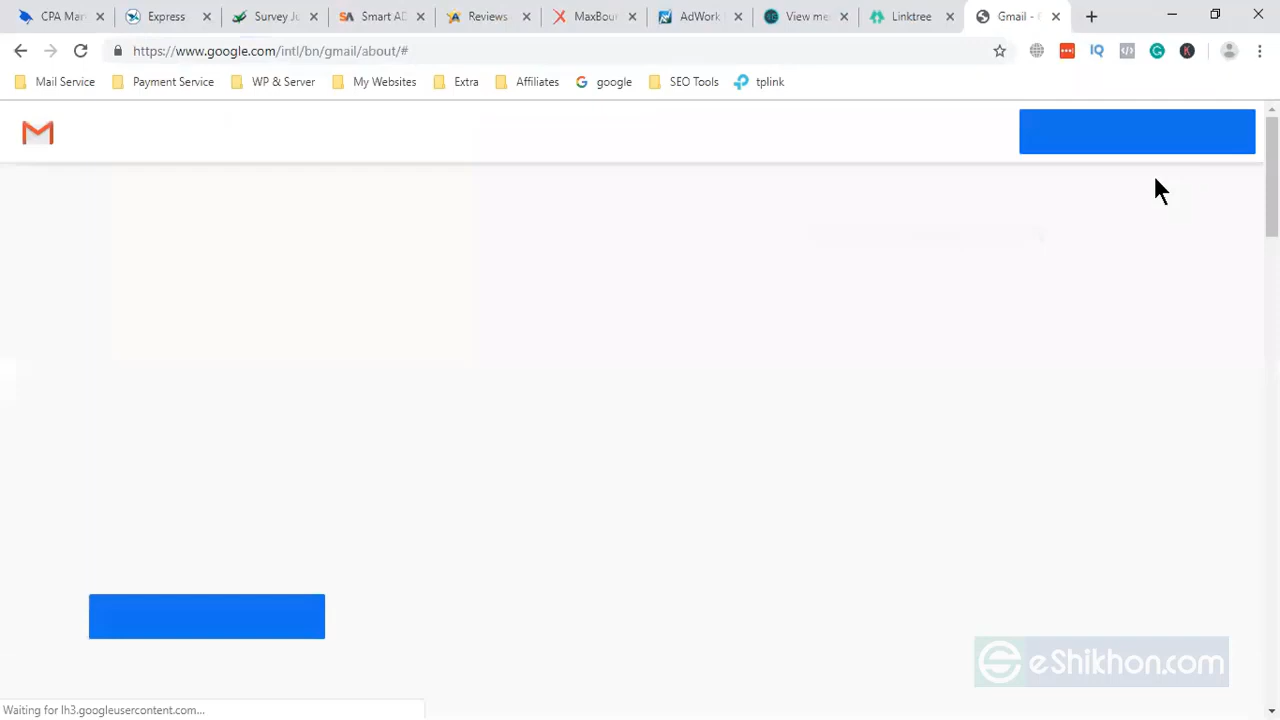 CPA Mar Express Survey Ju Smart AD Reviews MaxBou AdWork View me Linktree Gmail -
https://www.google.com/intl/bn/gmail/about/#
Mail Service Payment Service WP & Server My Websites Extra Affiliates google SEO Tools tplink
eShikhon.com
Waiting for lh3.googleusercontent.com...